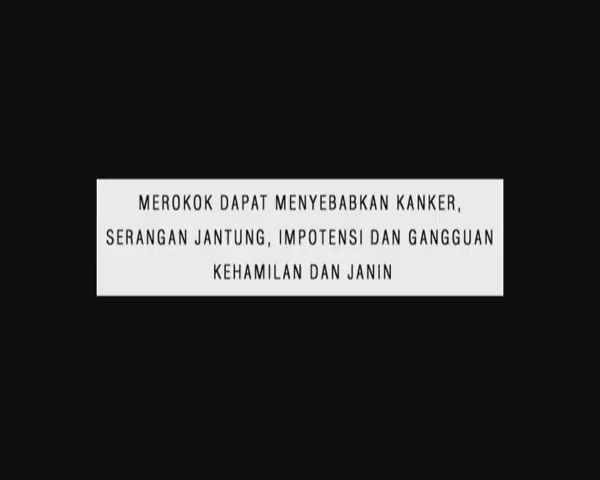 MEROKOK DAPAT MENYEBABKAN KANKER,
SERANGAN JANTUNG, IMPOTENSI DAN GANGGUAN
KEHAMILAN DAN JANIN